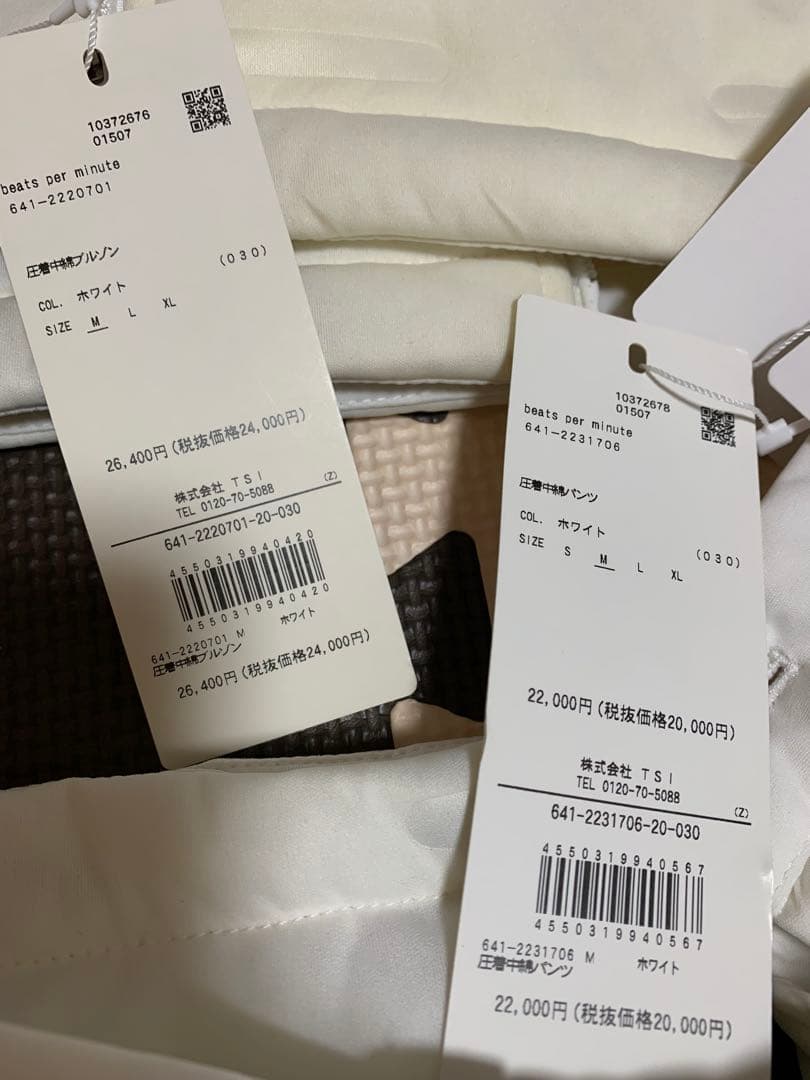 10372676
01507
beats per minute
641-2220701
圧着中綿ブルゾン
(030)
COL. ホワイト
SIZE M L XL
26,400円(税抜価格24,000円)
株式会社 TSI
TEL 0120-70-5088
(Z)
641-2220701-20-030
4550319940420
4550319940420
641-2220701 M ホワイト
圧着中綿ブルゾン
26,400円(税抜価格24,000円)
10372678
01507
beats per minute
641-2231706
圧着中綿パンツ
COL. ホワイト
(030)
SIZE S M L XL
22,000円(税抜価格20,000円)
株式会社 TSI
TEL 0120-70-5088
(Z)
641-2231706-20-030
4550319940567
4550319940567
641-2231706 M ホワイト
圧着中綿パンツ
22,000円(税抜価格20,000円)